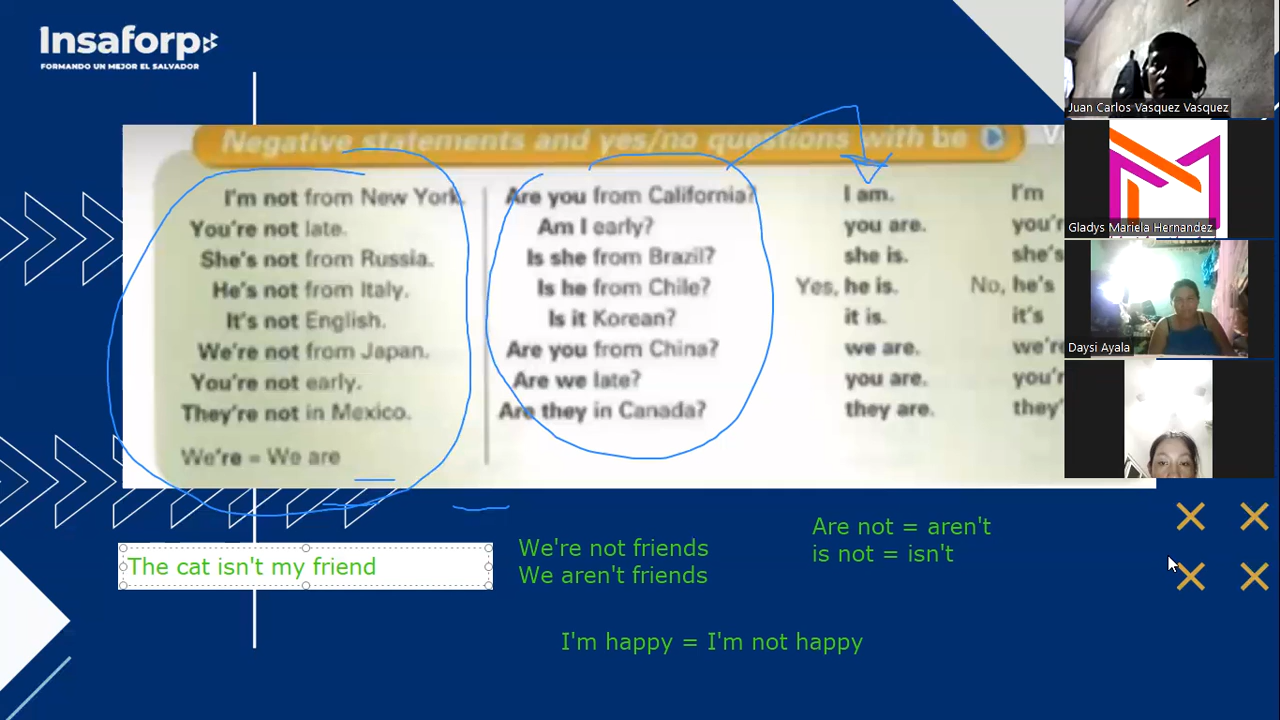 Insaforp
FORMANDO UN MEJOR EL SALVADOR
Negative statements and yes/no questions with be
I'm not from New York.
You're not late.
She's not from Russia.
He's not from Italy.
It's not English.
We're not from Japan.
You're not early.
They're not in Mexico.
We're = We are
Are you from California?
Am I early?
Is she from Brazil?
Is he from Chile?
Is it Korean?
Are you from China?
Are we late?
Are they in Canada?
I am.
you are.
she is.
Yes, he is.
it is.
we are.
you are.
they are.
I'm
she's
No, he's
it's
The cat isn't my friend
We're not friends
We aren't friends
Are not = aren't
is not = isn't
I'm happy = I'm not happy
Juan Carlos Vasquez Vasquez
Gladys Mariela Hernandez
Daysi Ayala